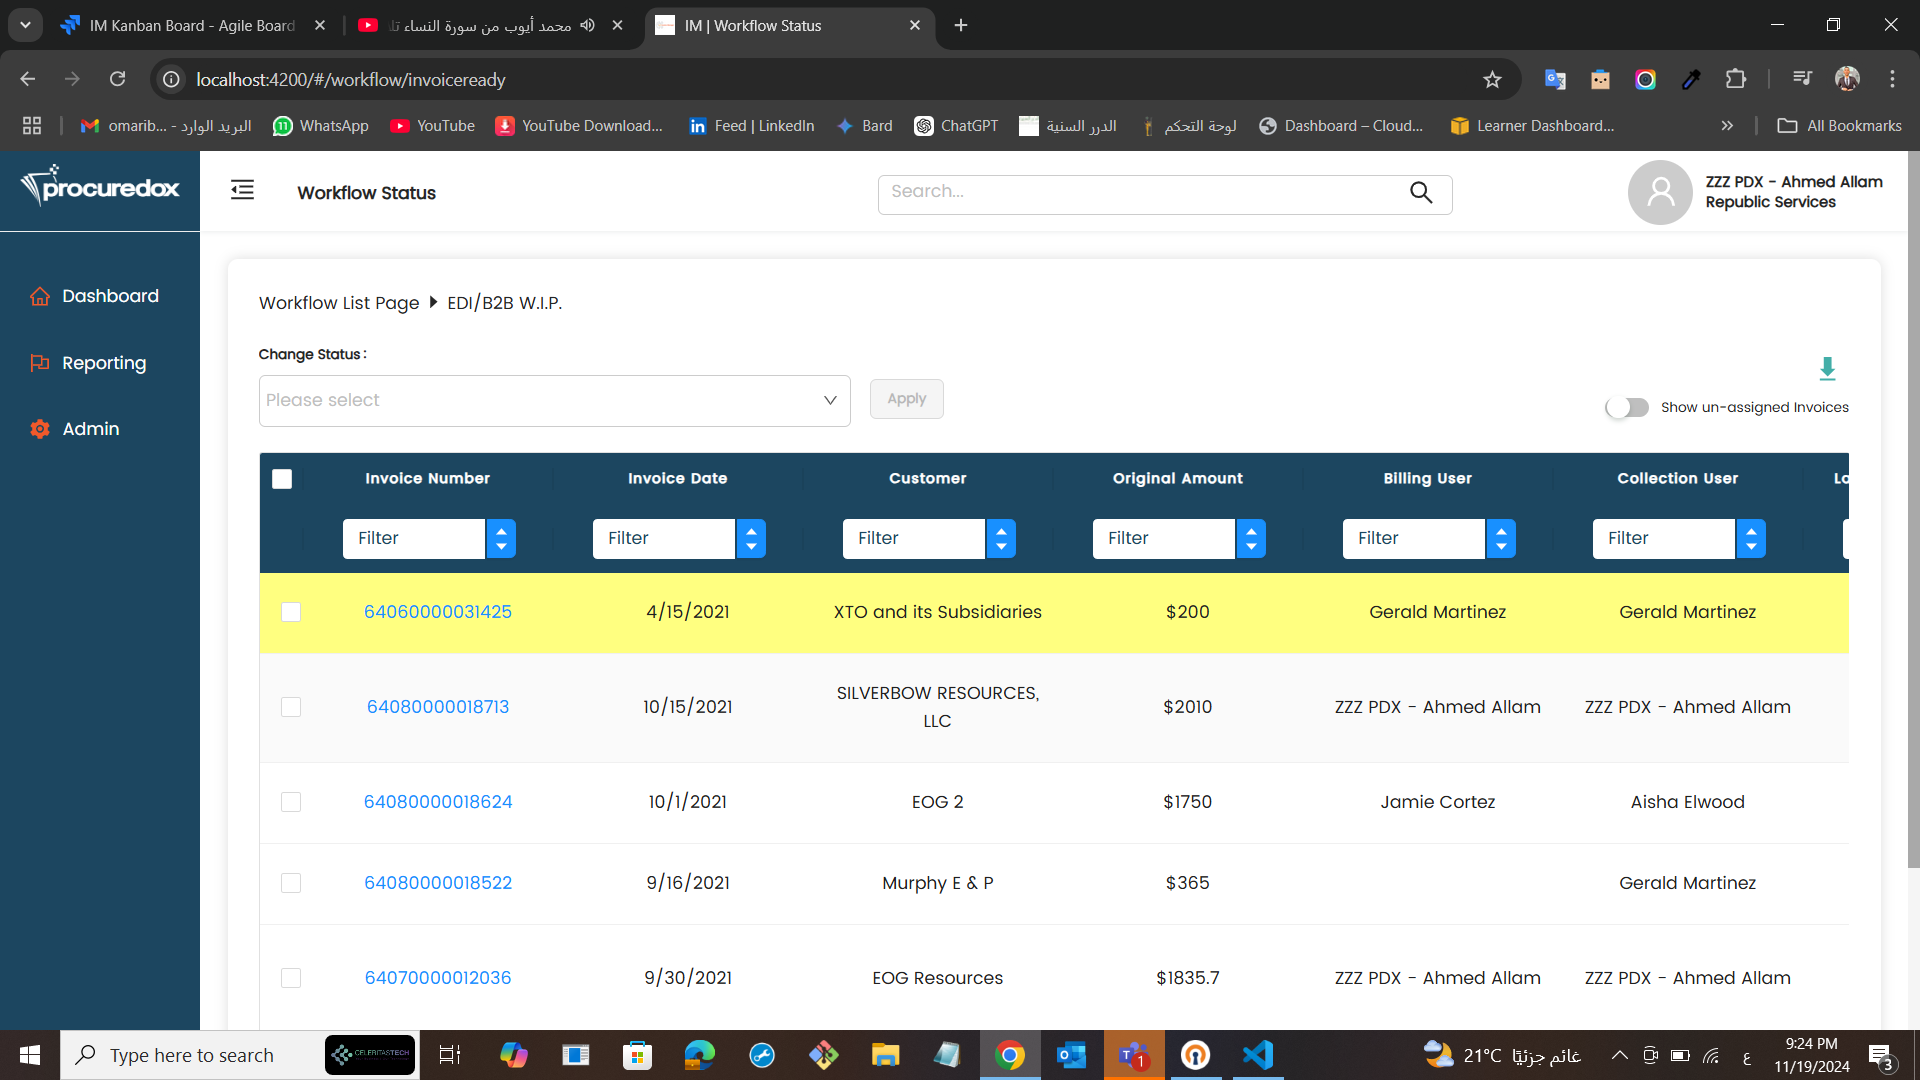 IM Kanban Board - Agile Board
محمد أيوب من سورة النساء تلا
IM | Workflow Status
localhost:4200/#/workflow/invoiceready
omarib... - البريد الوارد
WhatsApp
YouTube
YouTube Download...
Feed | LinkedIn
Bard
ChatGPT
الدرر السنية
لوحة التحكم
Dashboard – Cloud...
Learner Dashboard...
All Bookmarks
procuredox
Workflow Status
Search...
ZZZ PDX - Ahmed Allam
Republic Services
Dashboard
Reporting
Admin
Workflow List Page
EDI/B2B W.I.P.
Change Status :
Please select
Apply
Show un-assigned Invoices
Invoice Number Invoice Date Customer Original Amount Billing User Collection User Lo
Filter Filter Filter Filter Filter Filter
64060000031425 4/15/2021 XTO and its Subsidiaries $200 Gerald Martinez Gerald Martinez
64080000018713 10/15/2021 SILVERBOW RESOURCES, LLC $2010 ZZZ PDX - Ahmed Allam ZZZ PDX - Ahmed Allam
64080000018624 10/1/2021 EOG 2 $1750 Jamie Cortez Aisha Elwood
64080000018522 9/16/2021 Murphy E & P $365 Gerald Martinez
64070000012036 9/30/2021 EOG Resources $1835.7 ZZZ PDX - Ahmed Allam ZZZ PDX - Ahmed Allam
Type here to search
CELERITASTECH
1
21°C غائم جزئيًا
ع
9:24 PM
11/19/2024
3